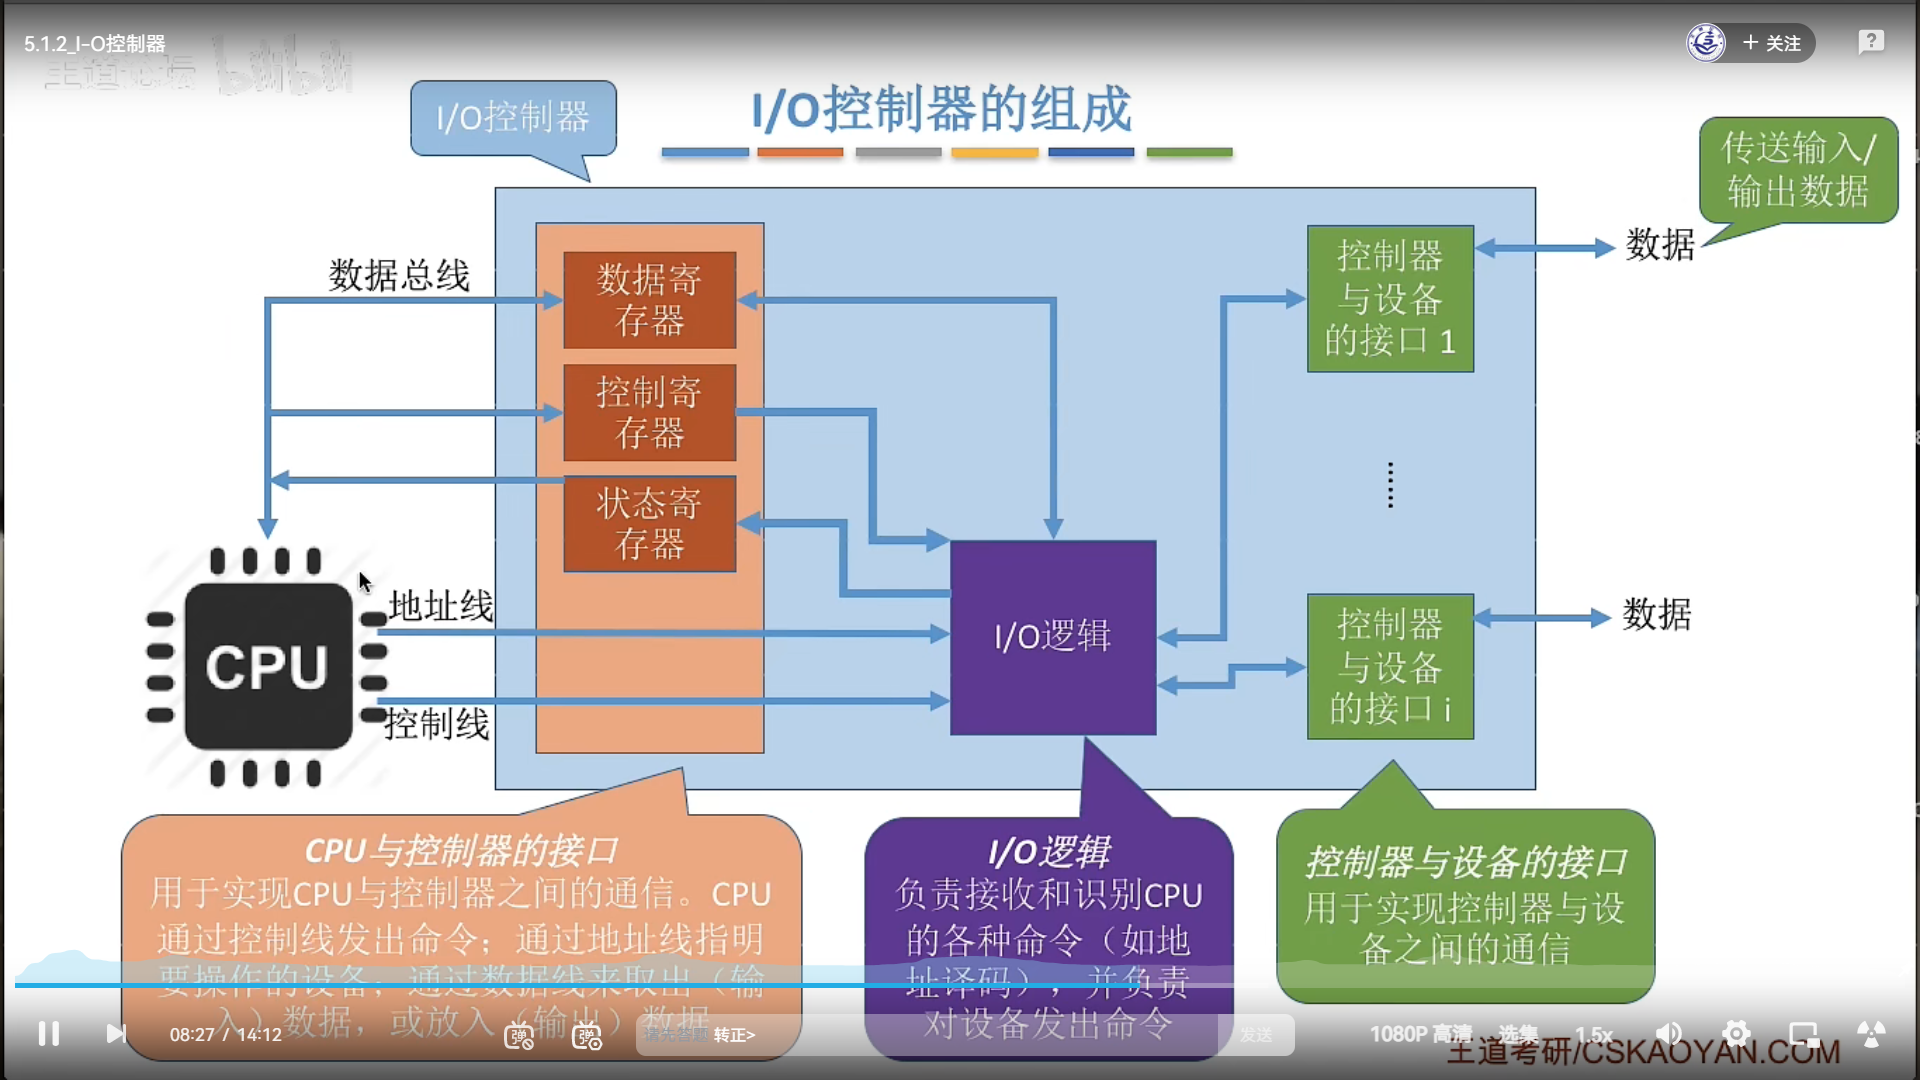 5.1.2_I-O控制器
王道论坛 bilibili
+ 关注
I/O控制器
I/O控制器的组成
传送输入/
输出数据
数据总线
数据寄
存器
控制寄
存器
状态寄
存器
控制器
与设备
的接口 1
数据
……
控制器
与设备
的接口 i
数据
CPU
地址线
控制线
I/O逻辑
CPU与控制器的接口
用于实现CPU与控制器之间的通信。CPU
通过控制线发出命令；通过地址线指明
要操作的设备；通过数据线来取出（输
入）数据，或放入（输出）数据
I/O逻辑
负责接收和识别CPU
的各种命令（如地
址译码），并负责
对设备发出命令
控制器与设备的接口
用于实现控制器与设
备之间的通信
08:27 / 14:12
弹
弹
请先答题 转正>
发送
1080P 高清
选集
1.5x
王道考研/CSKAOYAN.COM